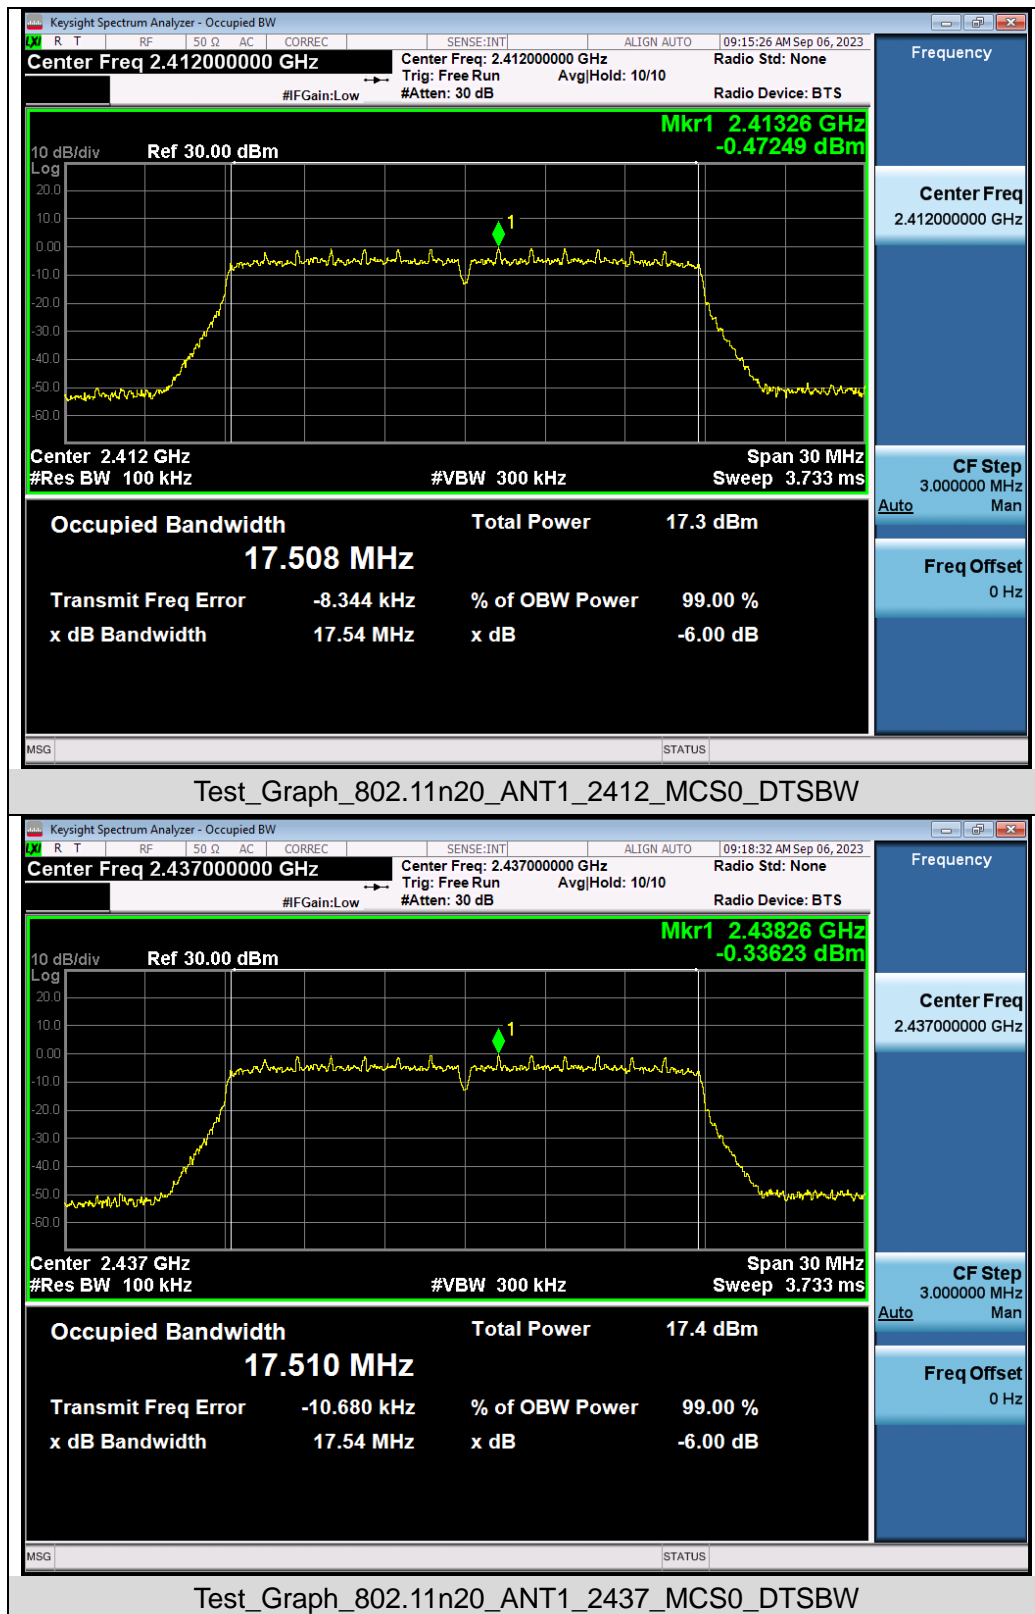 Keysight Spectrum Analyzer - Occupied BW
LXI R T RF 50 Ω AC CORREC SENSE:INT ALIGN AUTO 09:15:26 AM Sep 06, 2023
Center Freq 2.412000000 GHz Center Freq: 2.412000000 GHz Radio Std: None
Trig: Free Run Avg|Hold: 10/10
#IFGain:Low #Atten: 30 dB Radio Device: BTS
Frequency
Mkr1 2.41326 GHz
10 dB/div Ref 30.00 dBm -0.47249 dBm
Log
20.0
10.0
0.00
-10.0
-20.0
-30.0
-40.0
-50.0
-60.0
1
Center 2.412 GHz Span 30 MHz
#Res BW 100 kHz #VBW 300 kHz Sweep 3.733 ms
Center Freq
2.412000000 GHz
CF Step
3.000000 MHz
Auto Man
Freq Offset
0 Hz
Occupied Bandwidth Total Power 17.3 dBm
17.508 MHz
Transmit Freq Error -8.344 kHz % of OBW Power 99.00 %
x dB Bandwidth 17.54 MHz x dB -6.00 dB
MSG STATUS
Test_Graph_802.11n20_ANT1_2412_MCS0_DTSBW
Keysight Spectrum Analyzer - Occupied BW
LXI R T RF 50 Ω AC CORREC SENSE:INT ALIGN AUTO 09:18:32 AM Sep 06, 2023
Center Freq 2.437000000 GHz Center Freq: 2.437000000 GHz Radio Std: None
Trig: Free Run Avg|Hold: 10/10
#IFGain:Low #Atten: 30 dB Radio Device: BTS
Frequency
Mkr1 2.43826 GHz
10 dB/div Ref 30.00 dBm -0.33623 dBm
Log
20.0
10.0
0.00
-10.0
-20.0
-30.0
-40.0
-50.0
-60.0
1
Center 2.437 GHz Span 30 MHz
#Res BW 100 kHz #VBW 300 kHz Sweep 3.733 ms
Center Freq
2.437000000 GHz
CF Step
3.000000 MHz
Auto Man
Freq Offset
0 Hz
Occupied Bandwidth Total Power 17.4 dBm
17.510 MHz
Transmit Freq Error -10.680 kHz % of OBW Power 99.00 %
x dB Bandwidth 17.54 MHz x dB -6.00 dB
MSG STATUS
Test_Graph_802.11n20_ANT1_2437_MCS0_DTSBW